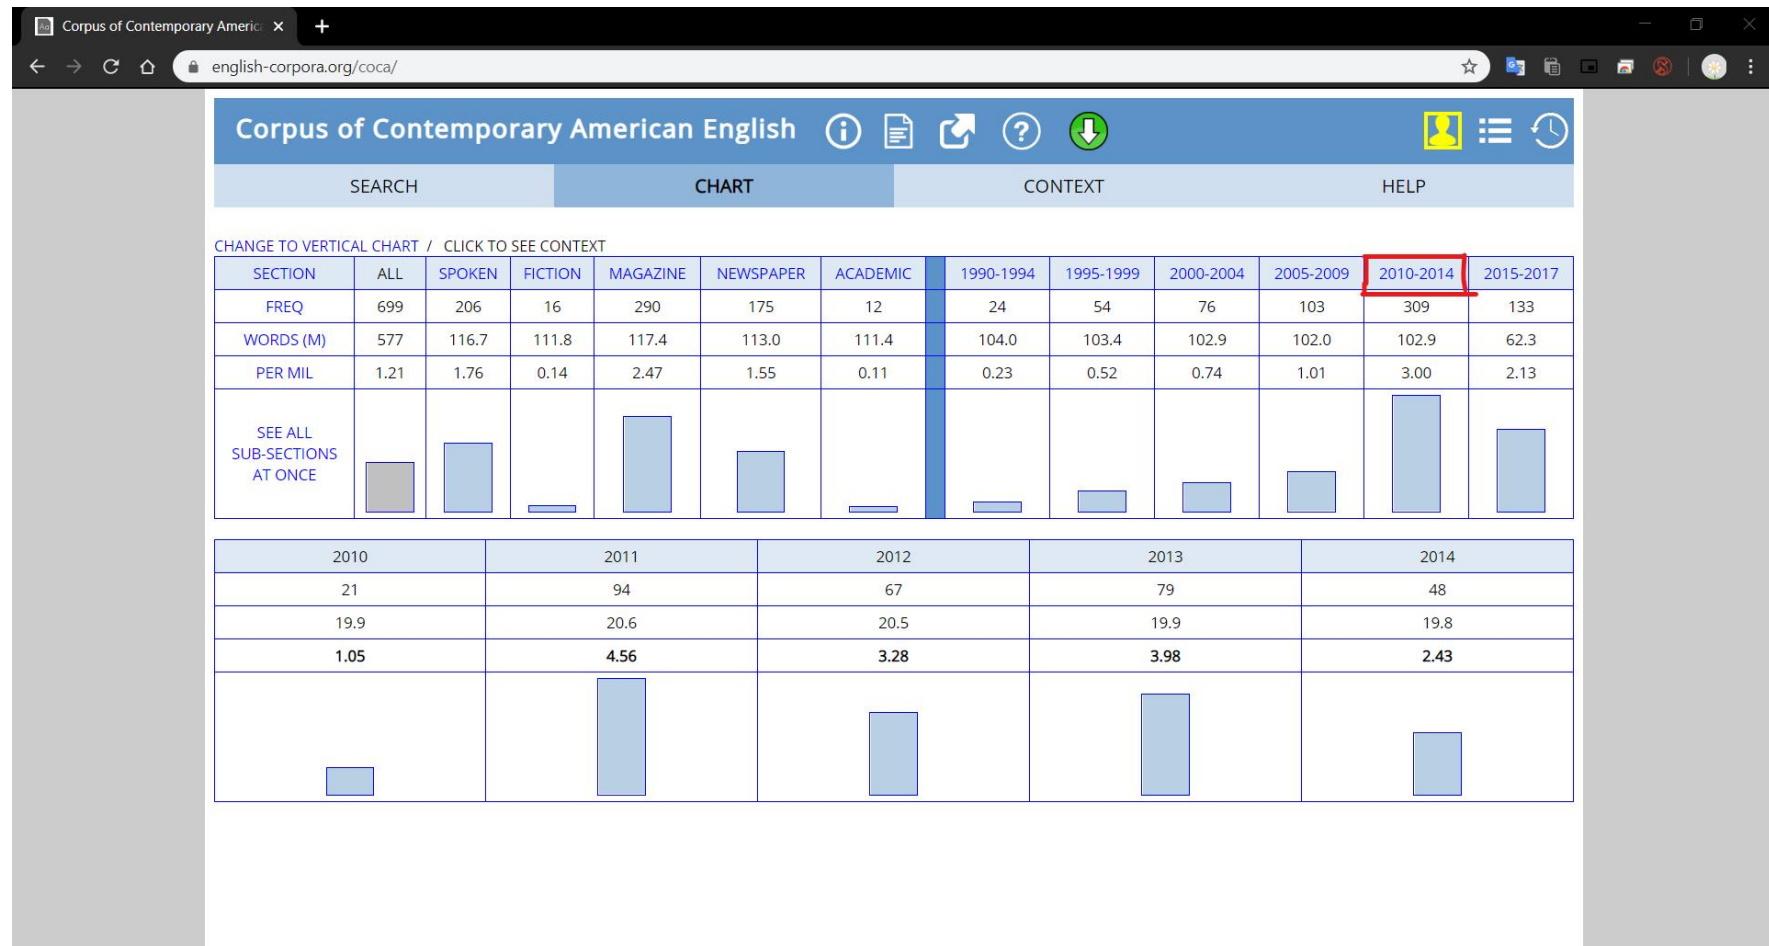 Corpus of Contemporary Americ
english-corpora.org/coca/
Corpus of Contemporary American English
SEARCH CHART CONTEXT HELP
CHANGE TO VERTICAL CHART / CLICK TO SEE CONTEXT
SECTION ALL SPOKEN FICTION MAGAZINE NEWSPAPER ACADEMIC 1990-1994 1995-1999 2000-2004 2005-2009 2010-2014 2015-2017
FREQ 699 206 16 290 175 12 24 54 76 103 309 133
WORDS (M) 577 116.7 111.8 117.4 113.0 111.4 104.0 103.4 102.9 102.0 102.9 62.3
PER MIL 1.21 1.76 0.14 2.47 1.55 0.11 0.23 0.52 0.74 1.01 3.00 2.13
SEE ALL
SUB-SECTIONS
AT ONCE
2010 2011 2012 2013 2014
21 94 67 79 48
19.9 20.6 20.5 19.9 19.8
1.05 4.56 3.28 3.98 2.43